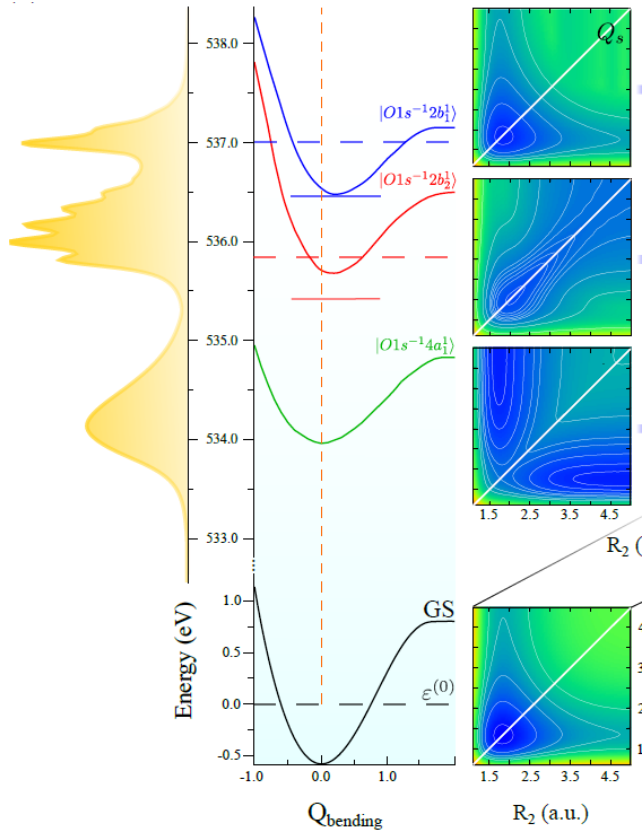 Q_s
538.0
537.0
536.0
535.0
534.0
533.0
1.0
0.5
0.0
-0.5
Energy (eV)
|O1s⁻¹2b₁¹⟩
|O1s⁻¹2b₂¹⟩
|O1s⁻¹4a₁¹⟩
GS
ε⁽⁰⁾
-1.0 0.0 1.0
Q_bending
1.5 2.5 3.5 4.5
R₂ (
4
3
2
1
1.5 2.5 3.5 4.5
R₂ (a.u.)